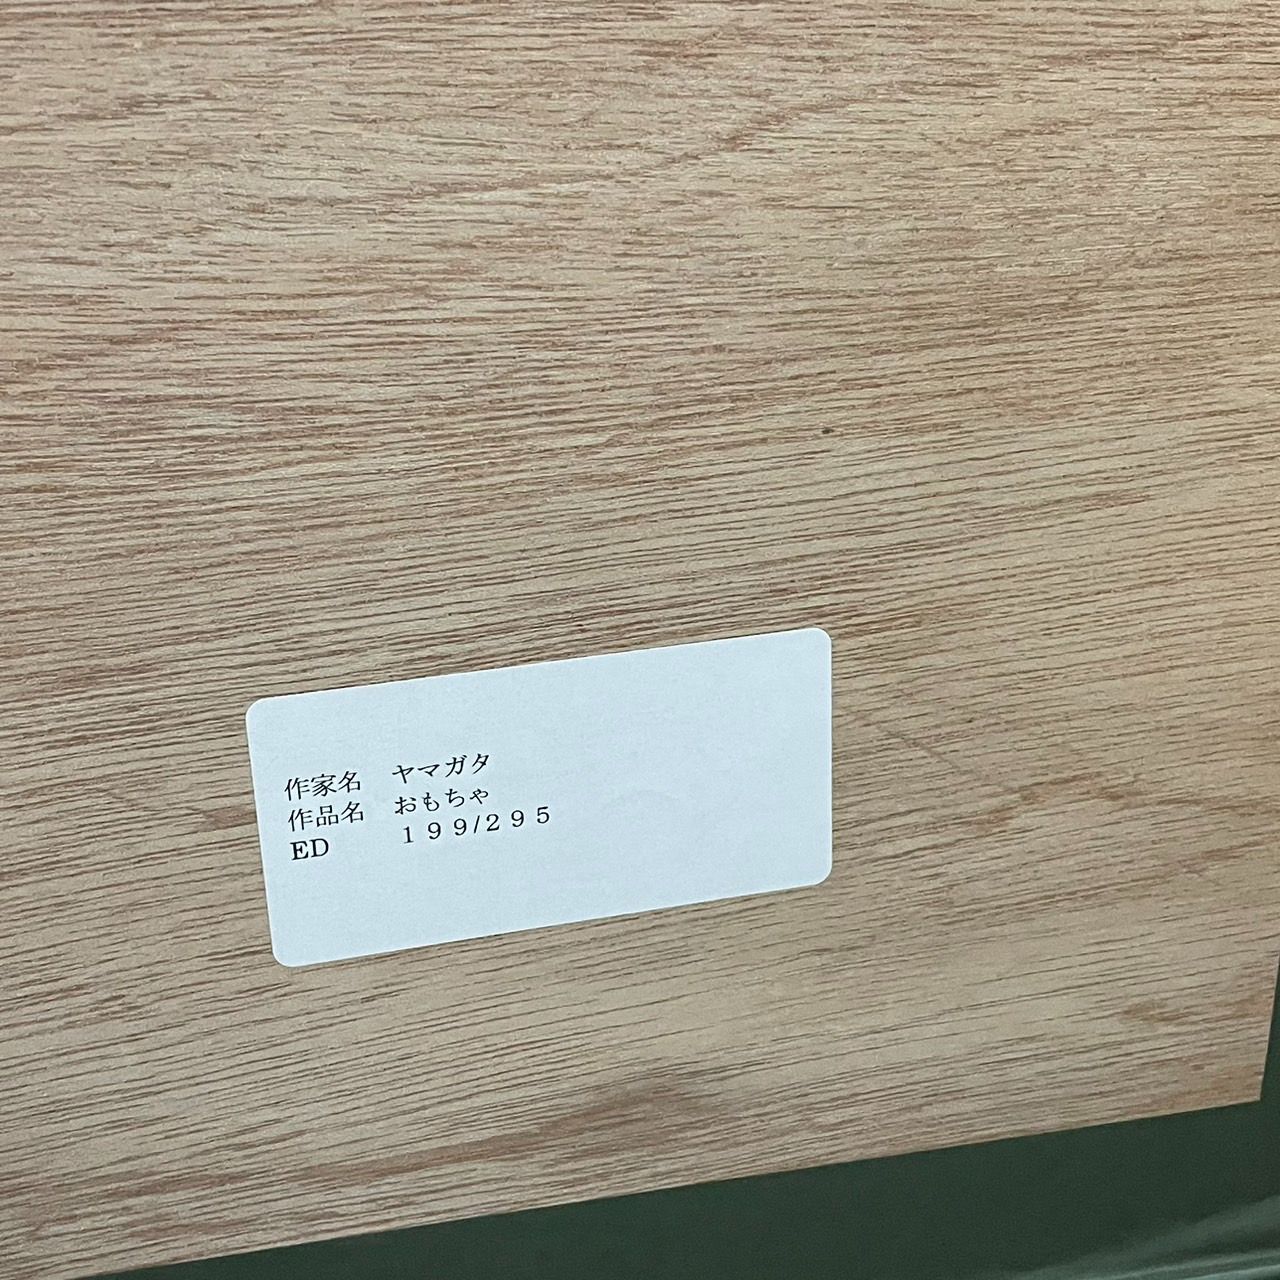 作家名 ヤマガタ
作品名 おもちゃ
ED １９９/２９５